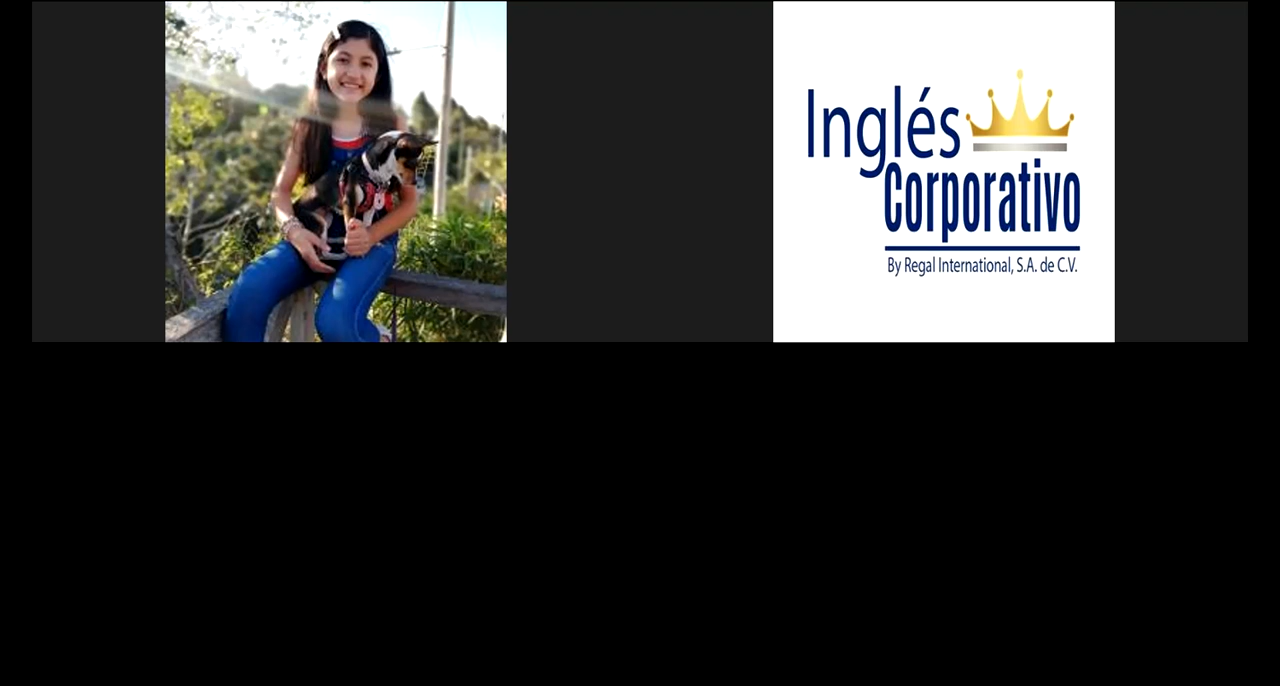 Inglés
Corporativo
By Regal International, S.A. de C.V.